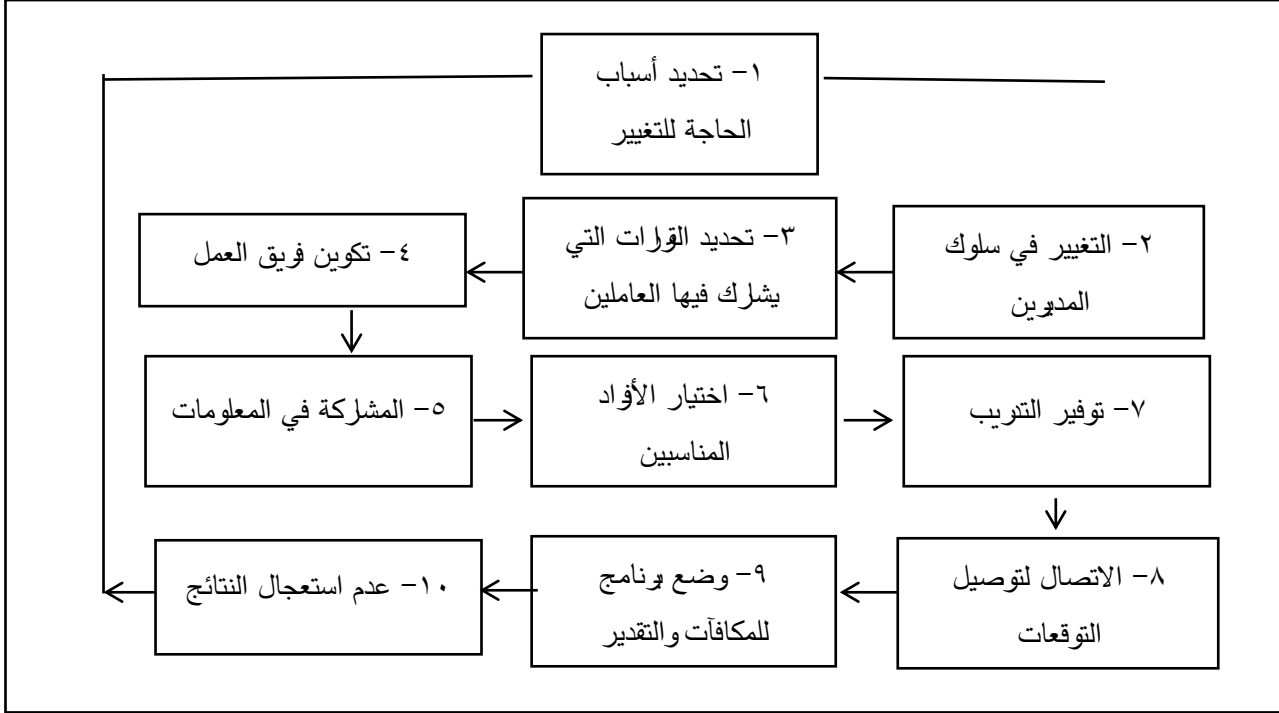 ١- تحديد أسباب
الحاجة للتغيير
٢- التغيير في سلوك
المديرين
٣- تحديد القرارات التي
يشارك فيها العاملين
٤- تكوين فريق العمل
٥- المشاركة في المعلومات
٦- اختيار الأفراد
المناسبين
٧- توفير التدريب
٨- الاتصال لتوصيل
التوقعات
٩- وضع برنامج
للمكافآت والتقدير
١٠- عدم استعجال النتائج